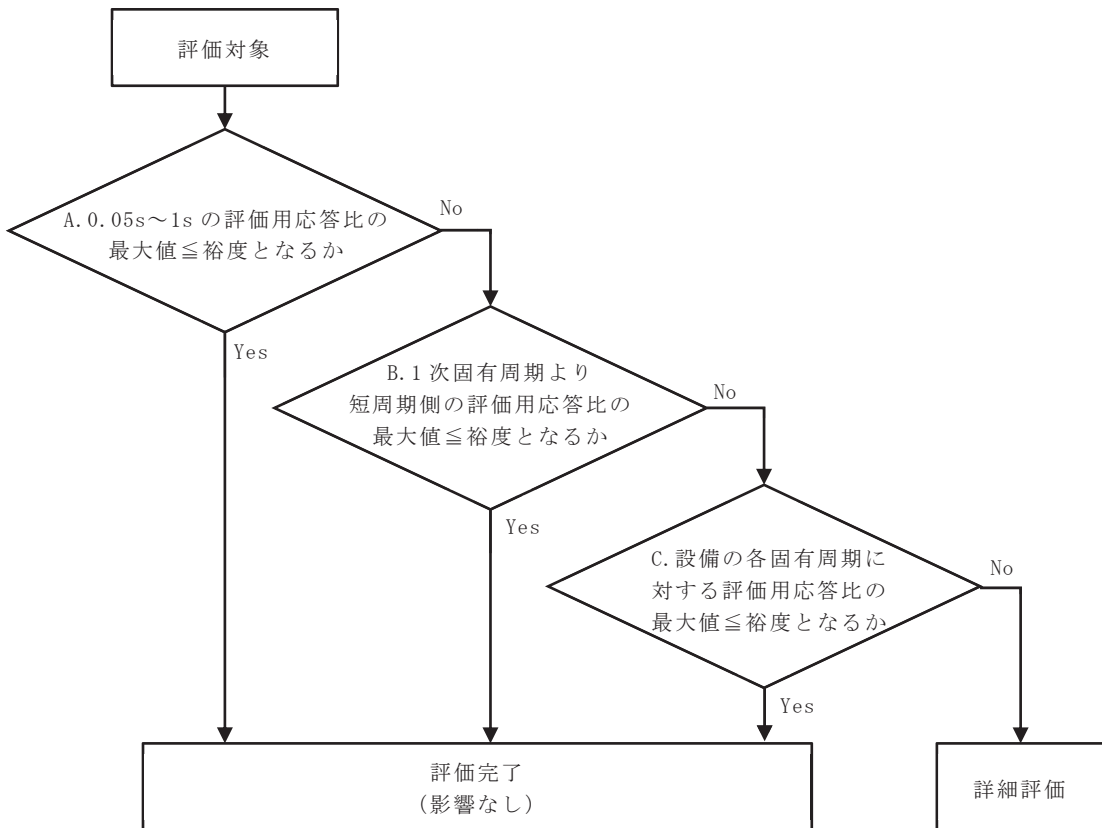 評価対象
A.0.05s～1s の評価用応答比の
最大値≦裕度となるか
No
Yes
B.1 次固有周期より
短周期側の評価用応答比の
最大値≦裕度となるか
No
Yes
C.設備の各固有周期に
対する評価用応答比の
最大値≦裕度となるか
No
Yes
評価完了
（影響なし）
詳細評価